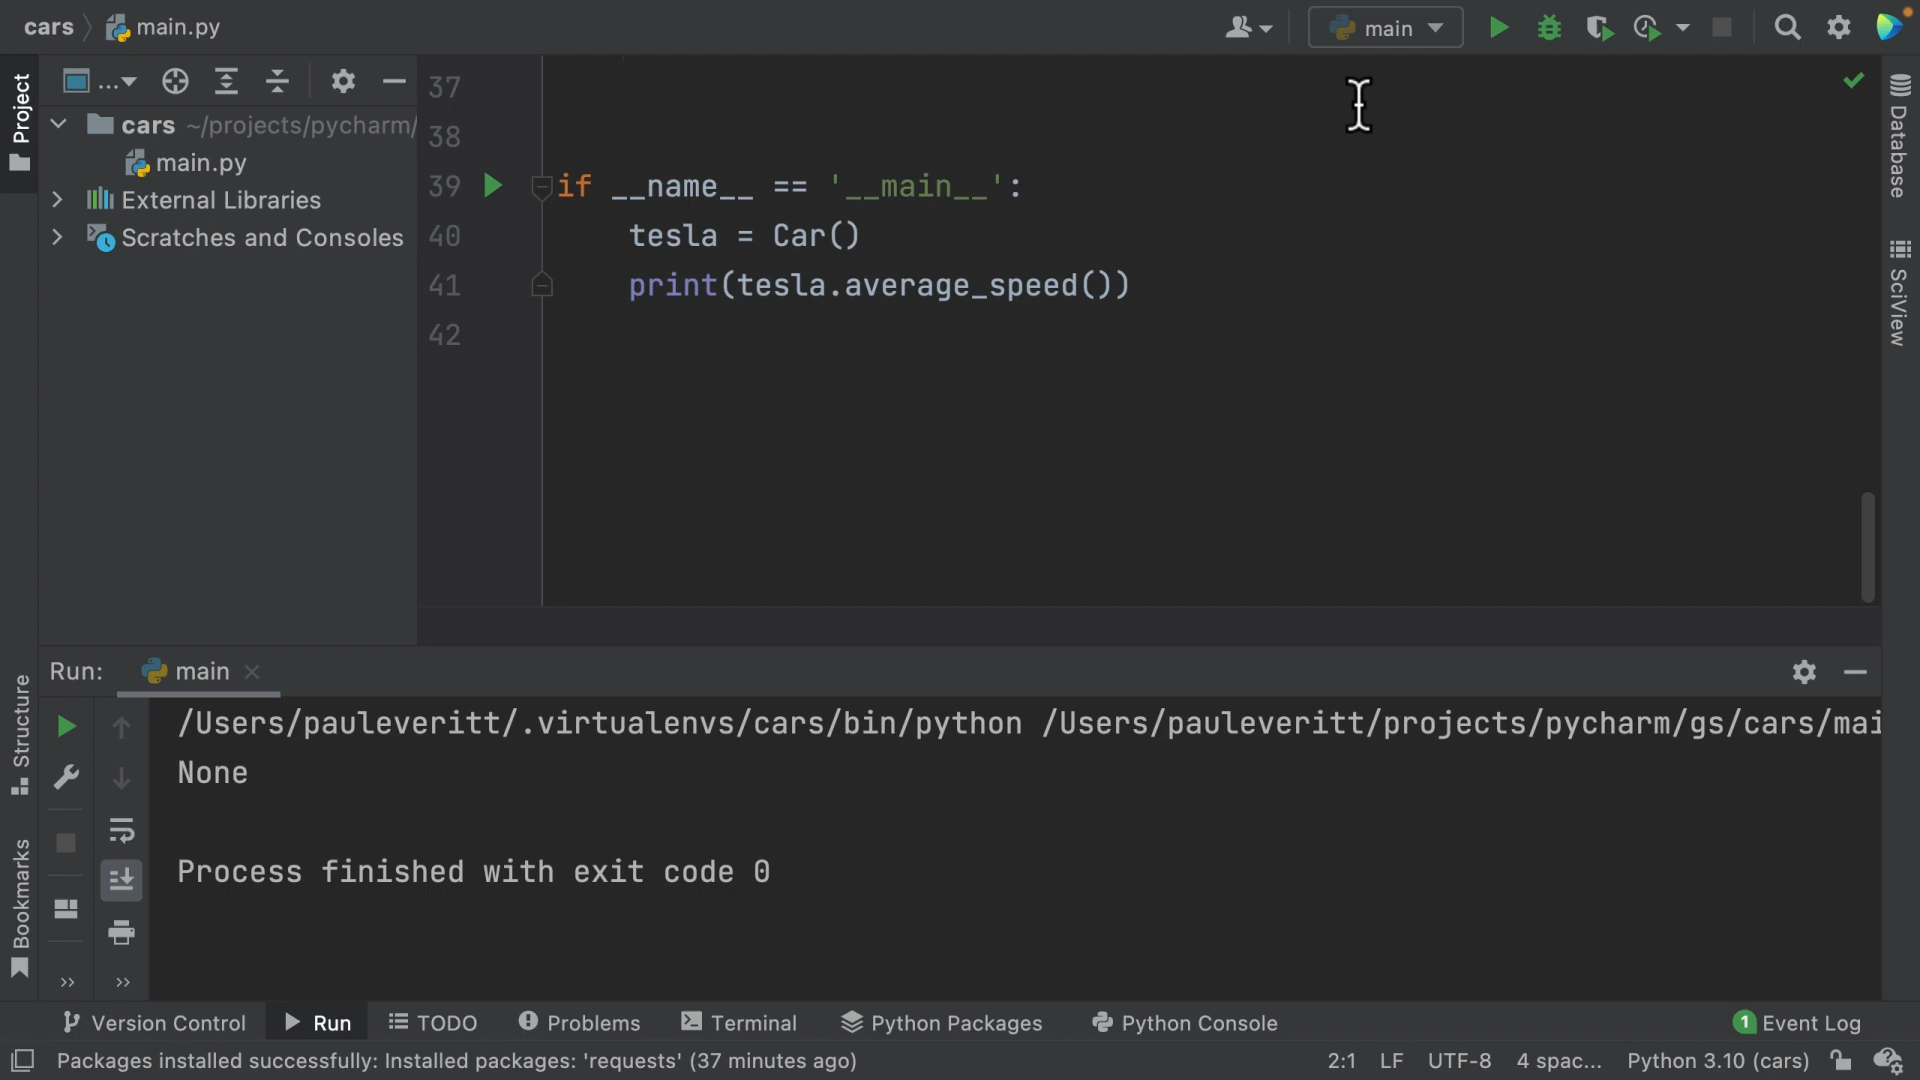 cars main.py
main
Project
...
cars ~/projects/pycharm/
main.py
External Libraries
Scratches and Consoles
37
38
39 if __name__ == '__main__':
40 tesla = Car()
41 print(tesla.average_speed())
42
Database
SciView
Structure
Bookmarks
Run: main
/Users/pauleveritt/.virtualenvs/cars/bin/python /Users/pauleveritt/projects/pycharm/gs/cars/mai
None
Process finished with exit code 0
Version Control Run TODO Problems Terminal Python Packages Python Console 1 Event Log
Packages installed successfully: Installed packages: 'requests' (37 minutes ago) 2:1 LF UTF-8 4 spac... Python 3.10 (cars)